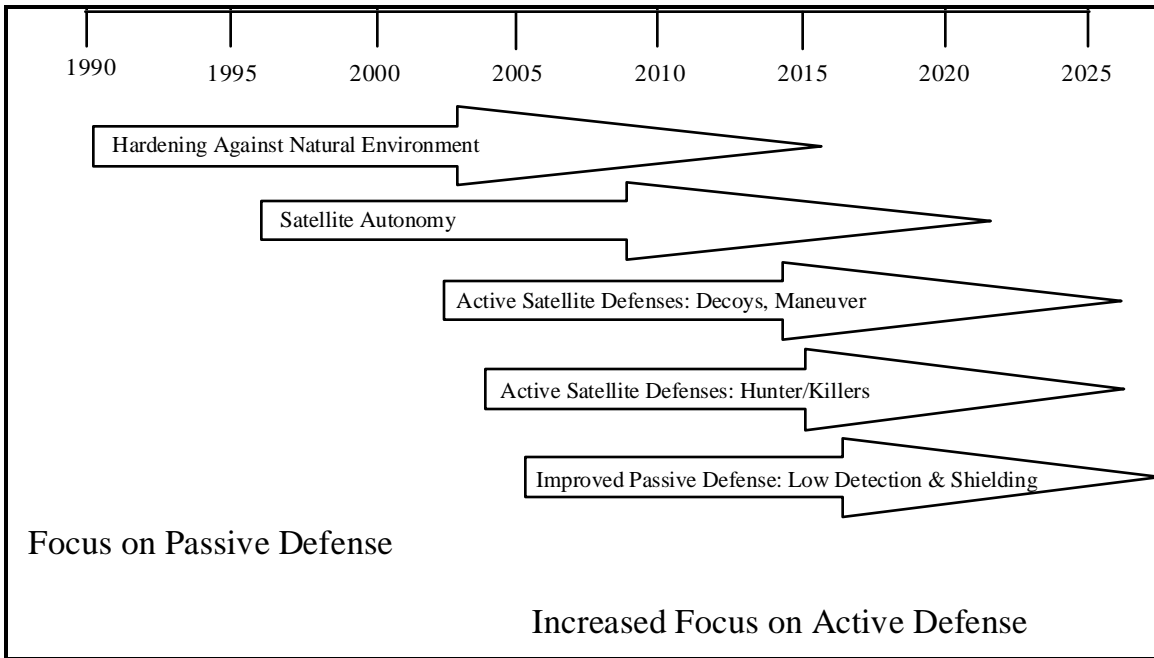 1990 1995 2000 2005 2010 2015 2020 2025
Hardening Against Natural Environment
Satellite Autonomy
Active Satellite Defenses: Decoys, Maneuver
Active Satellite Defenses: Hunter/Killers
Improved Passive Defense: Low Detection & Shielding
Focus on Passive Defense
Increased Focus on Active Defense